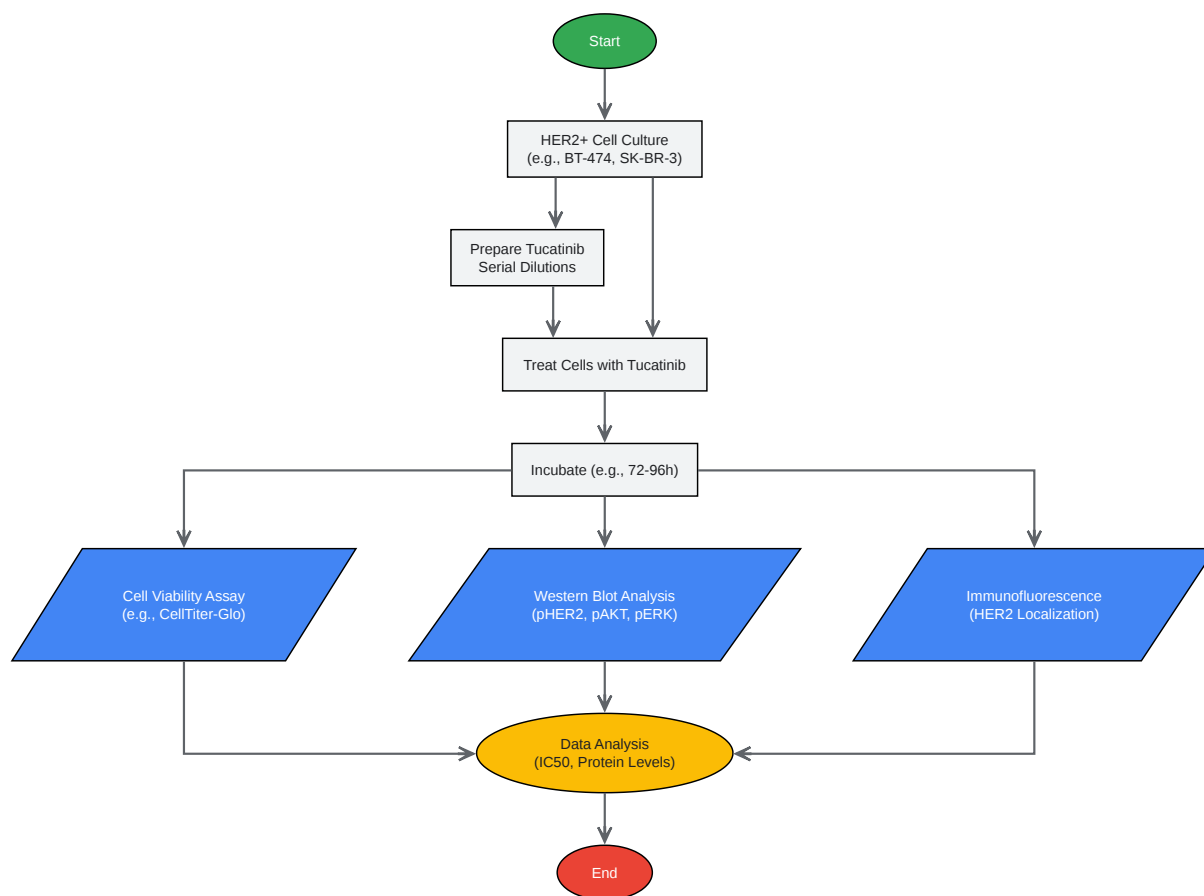 Start
HER2+ Cell Culture
(e.g., BT-474, SK-BR-3)
Prepare Tucatinib
Serial Dilutions
Treat Cells with Tucatinib
Incubate (e.g., 72-96h)
Cell Viability Assay
(e.g., CellTiter-Glo)
Western Blot Analysis
(pHER2, pAKT, pERK)
Immunofluorescence
(HER2 Localization)
Data Analysis
(IC50, Protein Levels)
End